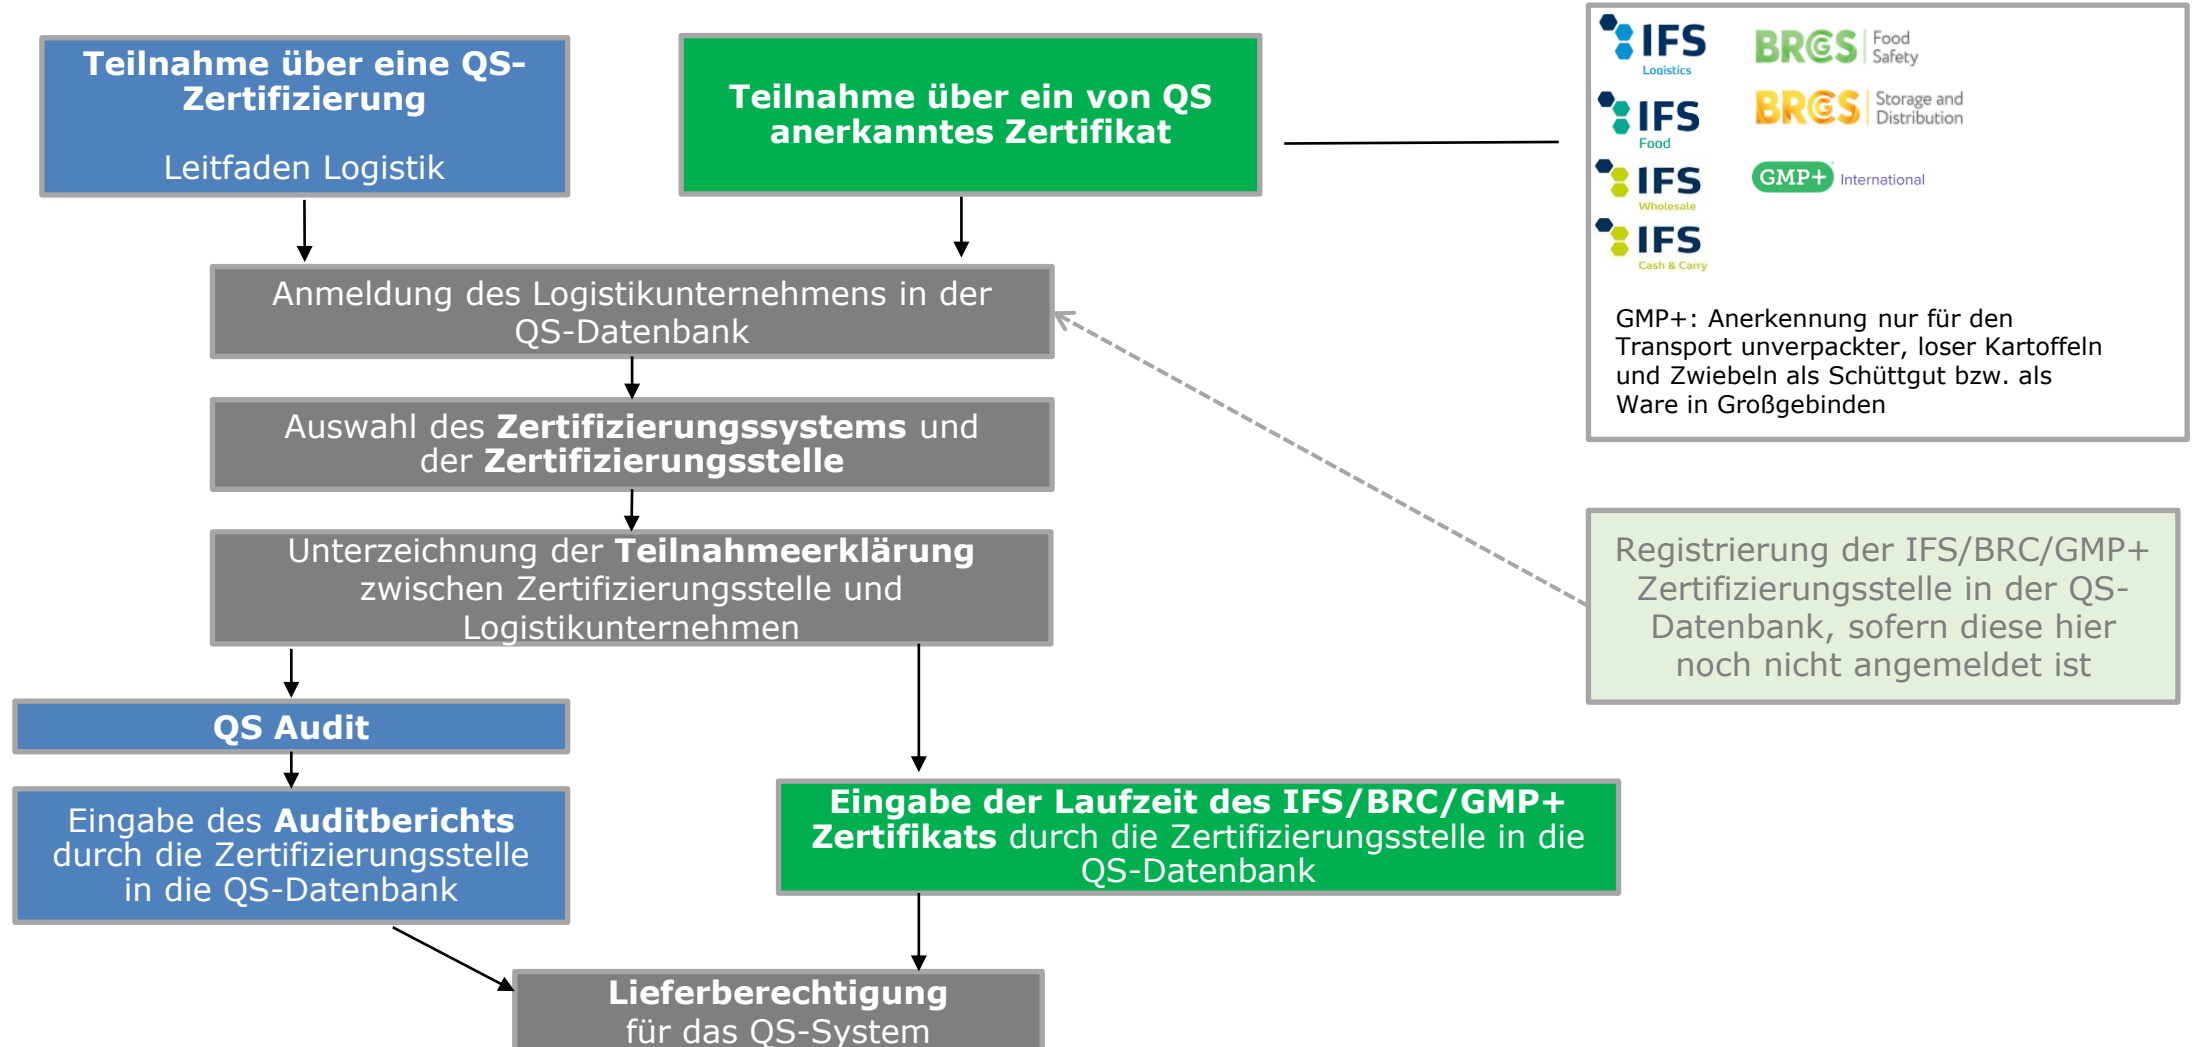 Teilnahme über eine QS-
Zertifizierung
Leitfaden Logistik
Teilnahme über ein von QS
anerkanntes Zertifikat
IFS
Logistics
BRCGS Food
Safety
IFS
Food
BRCGS Storage and
Distribution
IFS
Wholesale
GMP+ International
IFS
Cash & Carry
GMP+: Anerkennung nur für den
Transport unverpackter, loser Kartoffeln
und Zwiebeln als Schüttgut bzw. als
Ware in Großgebinden
Anmeldung des Logistikunternehmens in der
QS-Datenbank
Auswahl des Zertifizierungssystems und
der Zertifizierungsstelle
Unterzeichnung der Teilnahmeerklärung
zwischen Zertifizierungsstelle und
Logistikunternehmen
Registrierung der IFS/BRC/GMP+
Zertifizierungsstelle in der QS-
Datenbank, sofern diese hier
noch nicht angemeldet ist
QS Audit
Eingabe des Auditberichts
durch die Zertifizierungsstelle
in die QS-Datenbank
Eingabe der Laufzeit des IFS/BRC/GMP+
Zertifikats durch die Zertifizierungsstelle in die
QS-Datenbank
Lieferberechtigung
für das QS-System